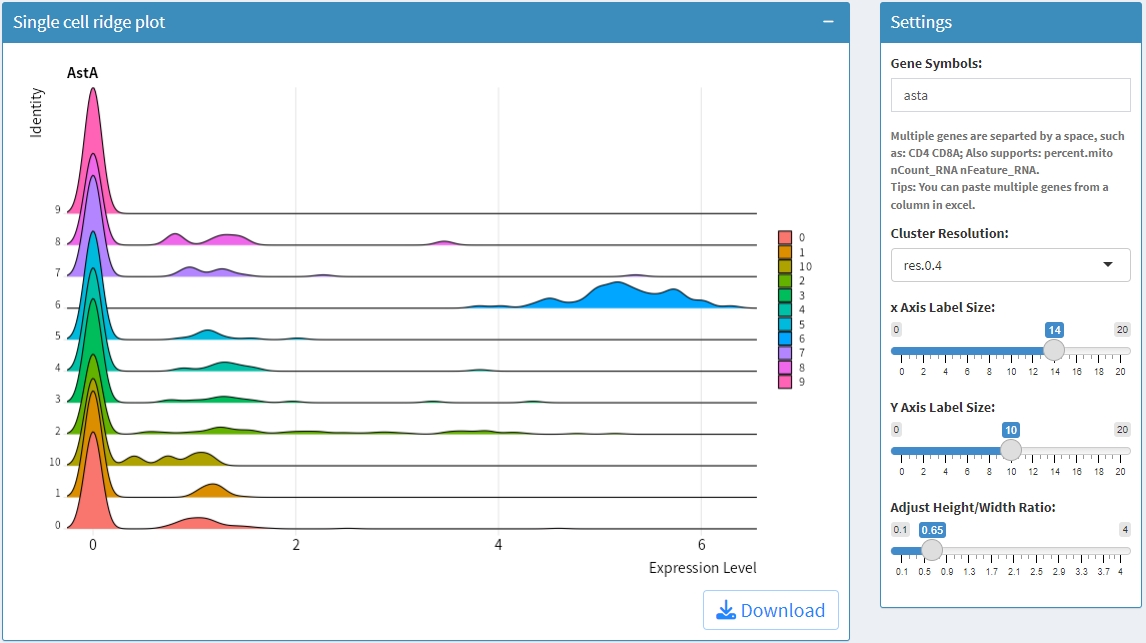 Single cell ridge plot
AstA
Identity
9
8
7
6
5
4
3
2
10
1
0
0 2 4 6
Expression Level
0
1
10
2
3
4
5
6
7
8
9
Download
Settings
Gene Symbols:
asta
Multiple genes are separted by a space, such
as: CD4 CD8A; Also supports: percent.mito
nCount_RNA nFeature_RNA.
Tips: You can paste multiple genes from a
column in excel.
Cluster Resolution:
res.0.4
x Axis Label Size:
0 14 20
0 2 4 6 8 10 12 14 16 18 20
Y Axis Label Size:
0 10 20
0 2 4 6 8 10 12 14 16 18 20
Adjust Height/Width Ratio:
0.1 0.65 4
0.1 0.5 0.9 1.3 1.7 2.1 2.5 2.9 3.3 3.7 4